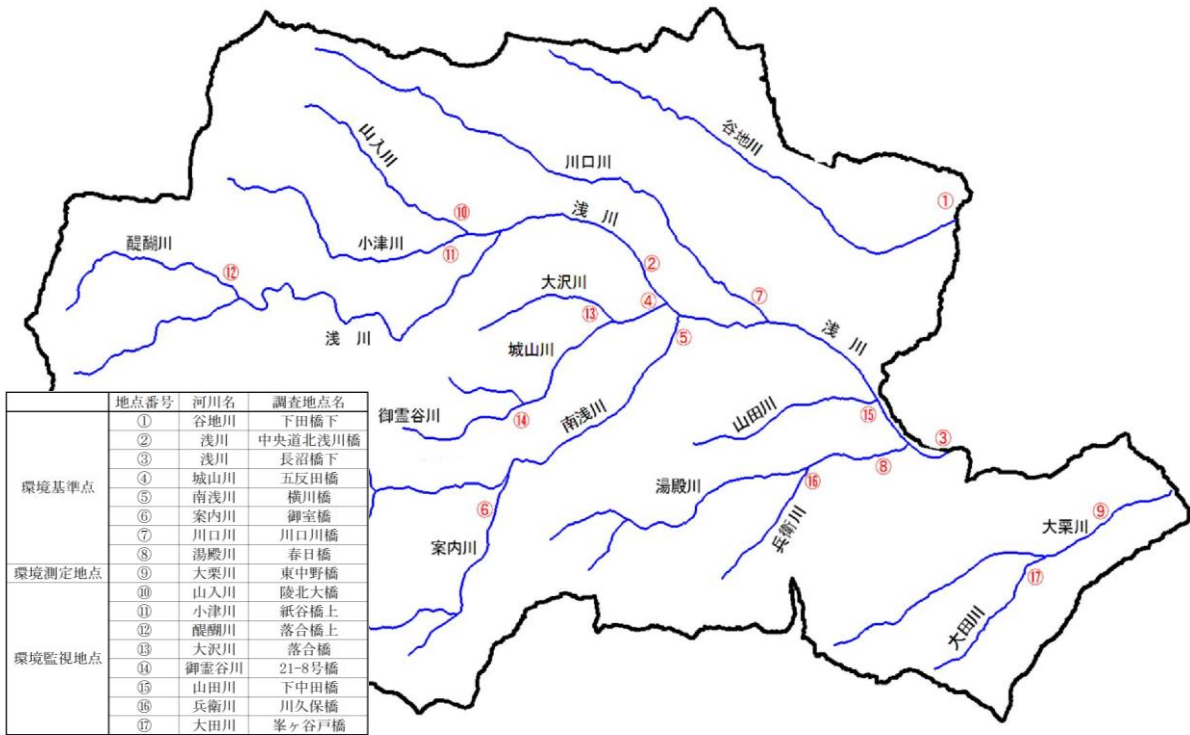 谷地川
①
山入川
川口川
⑩
浅 川
小津川
⑪
醍醐川
⑫
②
大沢川
④
⑦
⑬
浅 川
浅 川
⑤
城山川
御霊谷川
⑭
南浅川
山田川
⑮
③
⑧
湯殿川
⑯
⑥
兵衛川
案内川
大栗川
⑨
⑰
大田川
地点番号 河川名 調査地点名
環境基準点
① 谷地川 下田橋下
② 浅川 中央道北浅川橋
③ 浅川 長沼橋下
④ 城山川 五反田橋
⑤ 南浅川 横川橋
⑥ 案内川 御室橋
⑦ 川口川 川口川橋
⑧ 湯殿川 春日橋
環境測定地点 ⑨ 大栗川 東中野橋
環境監視地点
⑩ 山入川 陵北大橋
⑪ 小津川 紙谷橋上
⑫ 醍醐川 落合橋上
⑬ 大沢川 落合橋
⑭ 御霊谷川 21-8号橋
⑮ 山田川 下中田橋
⑯ 兵衛川 川久保橋
⑰ 大田川 峯ヶ谷戸橋